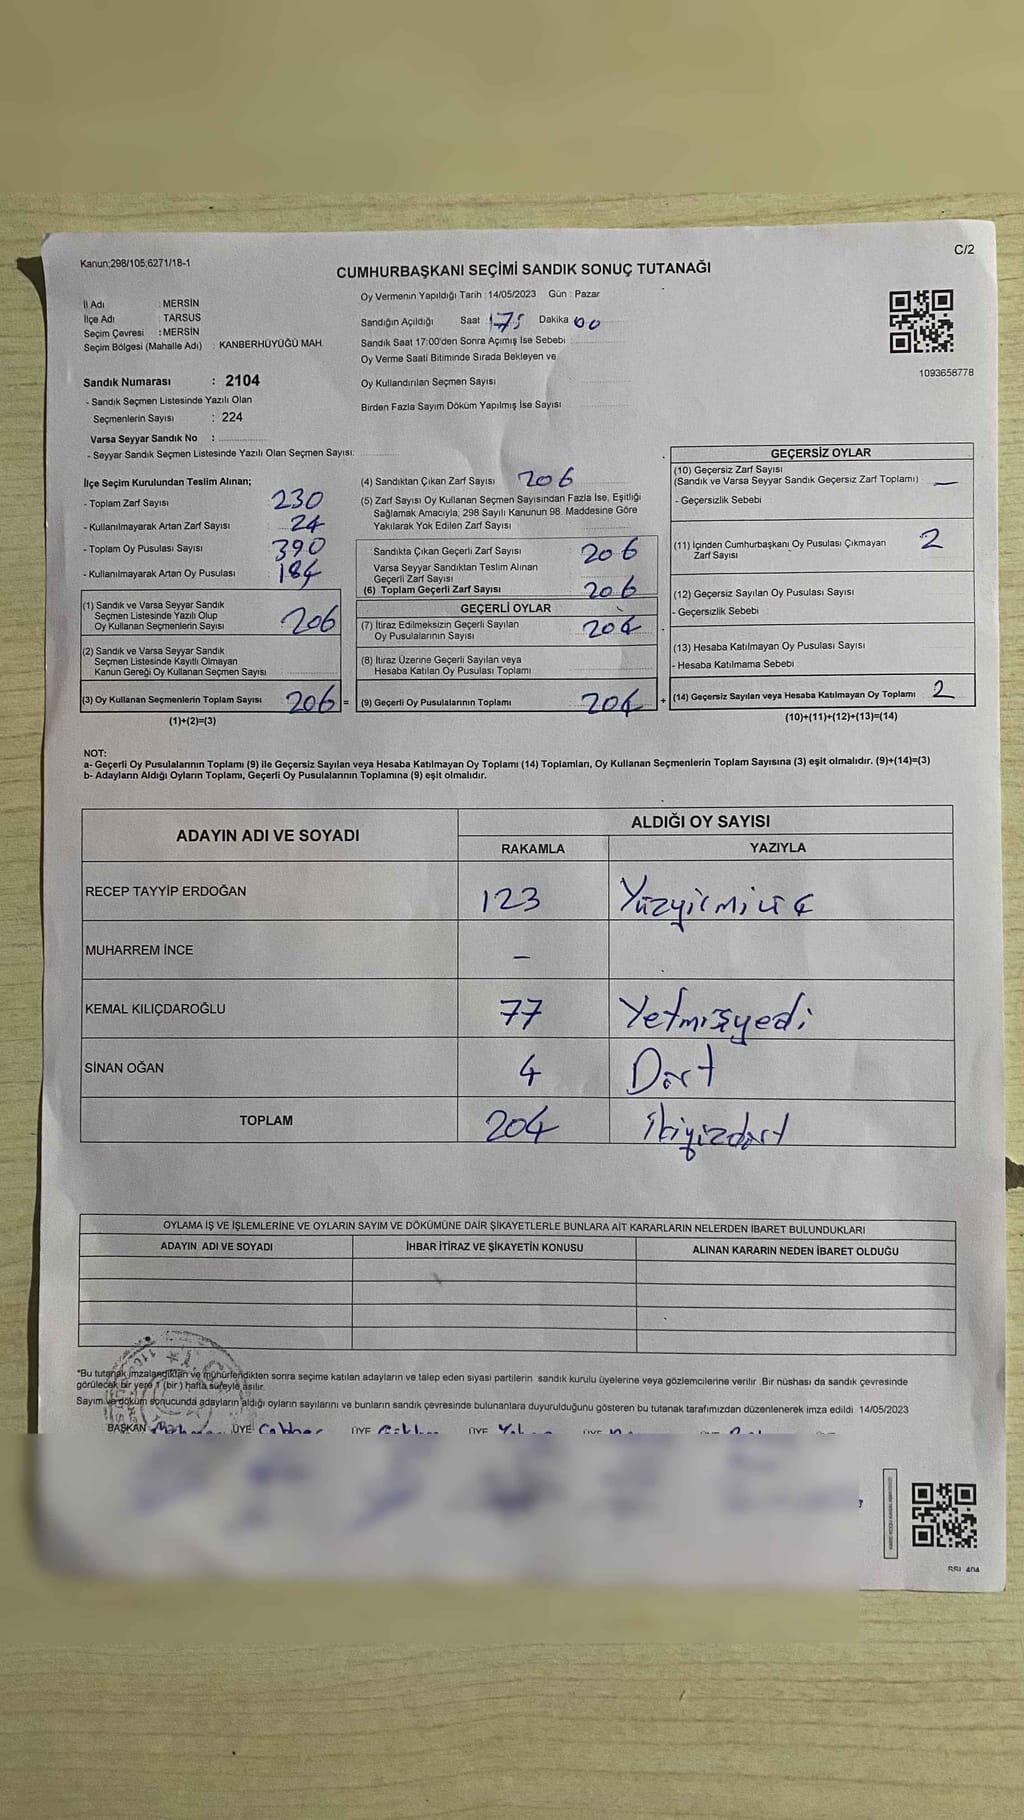 Kanun;298/105;6271/18-1
C/2
CUMHURBAŞKANI SEÇİMİ SANDIK SONUÇ TUTANAĞI
İl Adı : MERSİN
İlçe Adı : TARSUS
Seçim Çevresi : MERSİN
Seçim Bölgesi (Mahalle Adı) : KANBERHÜYÜĞÜ MAH.
Sandık Numarası : 2104
- Sandık Seçmen Listesinde Yazılı Olan
Seçmenlerin Sayısı : 224
Varsa Seyyar Sandık No :
- Seyyar Sandık Seçmen Listesinde Yazılı Olan Seçmen Sayısı:
Oy Vermenin Yapıldığı Tarih : 14/05/2023 Gün : Pazar
Sandığın Açıldığı Saat 175 Dakika 00
Sandık Saat 17:00'den Sonra Açımış İse Sebebi :
Oy Verme Saati Bitiminde Sırada Bekleyen ve
Oy Kullandırılan Seçmen Sayısı
Birden Fazla Sayım Döküm Yapılmış İse Sayısı
1093658778
İlçe Seçim Kurulundan Teslim Alınan;
- Toplam Zarf Sayısı 230
- Kullanılmayarak Artan Zarf Sayısı 24
- Toplam Oy Pusulası Sayısı 390
- Kullanılmayarak Artan Oy Pusulası 184
(1) Sandık ve Varsa Seyyar Sandık
Seçmen Listesinde Yazılı Olup
Oy Kullanan Seçmenlerin Sayısı 206
(2) Sandık ve Varsa Seyyar Sandık
Seçmen Listesinde Kayıtlı Olmayan
Kanun Gereği Oy Kullanan Seçmen Sayısı
(3) Oy Kullanan Seçmenlerin Toplam Sayısı 206 =
(1)+(2)=(3)
(4) Sandıktan Çıkan Zarf Sayısı 206
(5) Zarf Sayısı Oy Kullanan Seçmen Sayısından Fazla İse, Eşitliği
Sağlamak Amacıyla, 298 Sayılı Kanunun 98. Maddesine Göre
Yakılarak Yok Edilen Zarf Sayısı
Sandıkta Çıkan Geçerli Zarf Sayısı 206
Varsa Seyyar Sandıktan Teslim Alınan
Geçerli Zarf Sayısı
(6) Toplam Geçerli Zarf Sayısı 206
GEÇERLİ OYLAR
(7) İtiraz Edilmeksizin Geçerli Sayılan
Oy Pusulalarının Sayısı 204
(8) İtiraz Üzerine Geçerli Sayılan veya
Hesaba Katılan Oy Pusulası Toplamı
(9) Geçerli Oy Pusulalarının Toplamı 204 +
GEÇERSİZ OYLAR
(10) Geçersiz Zarf Sayısı
(Sandık ve Varsa Seyyar Sandık Geçersiz Zarf Toplamı) —
- Geçersizlik Sebebi
(11) İçinden Cumhurbaşkanı Oy Pusulası Çıkmayan
Zarf Sayısı 2
(12) Geçersiz Sayılan Oy Pusulası Sayısı
- Geçersizlik Sebebi
(13) Hesaba Katılmayan Oy Pusulası Sayısı
- Hesaba Katılmama Sebebi
(14) Geçersiz Sayılan veya Hesaba Katılmayan Oy Toplamı 2
(10)+(11)+(12)+(13)=(14)
NOT:
a- Geçerli Oy Pusulalarının Toplamı (9) ile Geçersiz Sayılan veya Hesaba Katılmayan Oy Toplamı (14) Toplamları, Oy Kullanan Seçmenlerin Toplam Sayısına (3) eşit olmalıdır. (9)+(14)=(3)
b- Adayların Aldığı Oyların Toplamı, Geçerli Oy Pusulalarının Toplamına (9) eşit olmalıdır.
ADAYIN ADI VE SOYADI
ALDIĞI OY SAYISI
RAKAMLA YAZIYLA
RECEP TAYYİP ERDOĞAN 123 Yüzyirmiüç
MUHARREM İNCE –
KEMAL KILIÇDAROĞLU 77 Yetmişyedi
SİNAN OĞAN 4 Dört
TOPLAM 204 ikiyüzdört
OYLAMA İŞ VE İŞLEMLERİNE VE OYLARIN SAYIM VE DÖKÜMÜNE DAİR ŞİKAYETLERLE BUNLARA AİT KARARLARIN NELERDEN İBARET BULUNDUKLARI
ADAYIN ADI VE SOYADI İHBAR İTİRAZ VE ŞİKAYETİN KONUSU ALINAN KARARIN NEDEN İBARET OLDUĞU
*Bu tutanak imzalandıktan ve mühürlendikten sonra seçime katılan adayların ve talep eden siyasi partilerin sandık kurulu üyelerine ve gözlemcilerine verilir. Bir nüshası da sandık çevresinde
görülecek bir yere 1 (bir) hafta süreyle asılır.
Sayım ve döküm sonucunda adayların aldığı oyların sayılarını ve bunların sandık çevresinde bulunanlara duyurulduğunu gösteren bu tutanak tarafımızdan düzenlenerek imza edildi. 14/05/2023
BAŞKAN ÜYE ÜYE ÜYE ÜYE ÜYE ÜYE